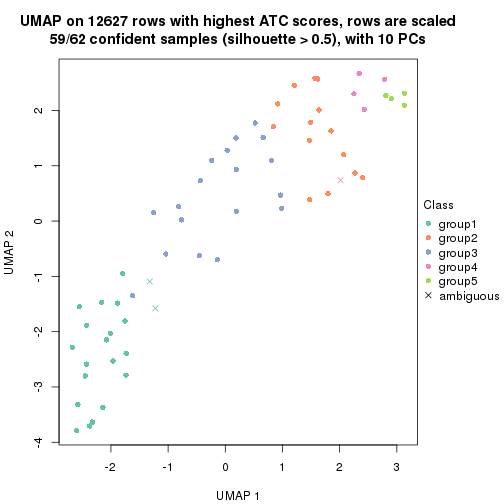 UMAP on 12627 rows with highest ATC scores, rows are scaled
59/62 confident samples (silhouette > 0.5), with 10 PCs
2
1
0
-1
-2
-3
-4
UMAP 2
-2
-1
0
1
2
3
UMAP 1
Class
group1
group2
group3
group4
group5
ambiguous